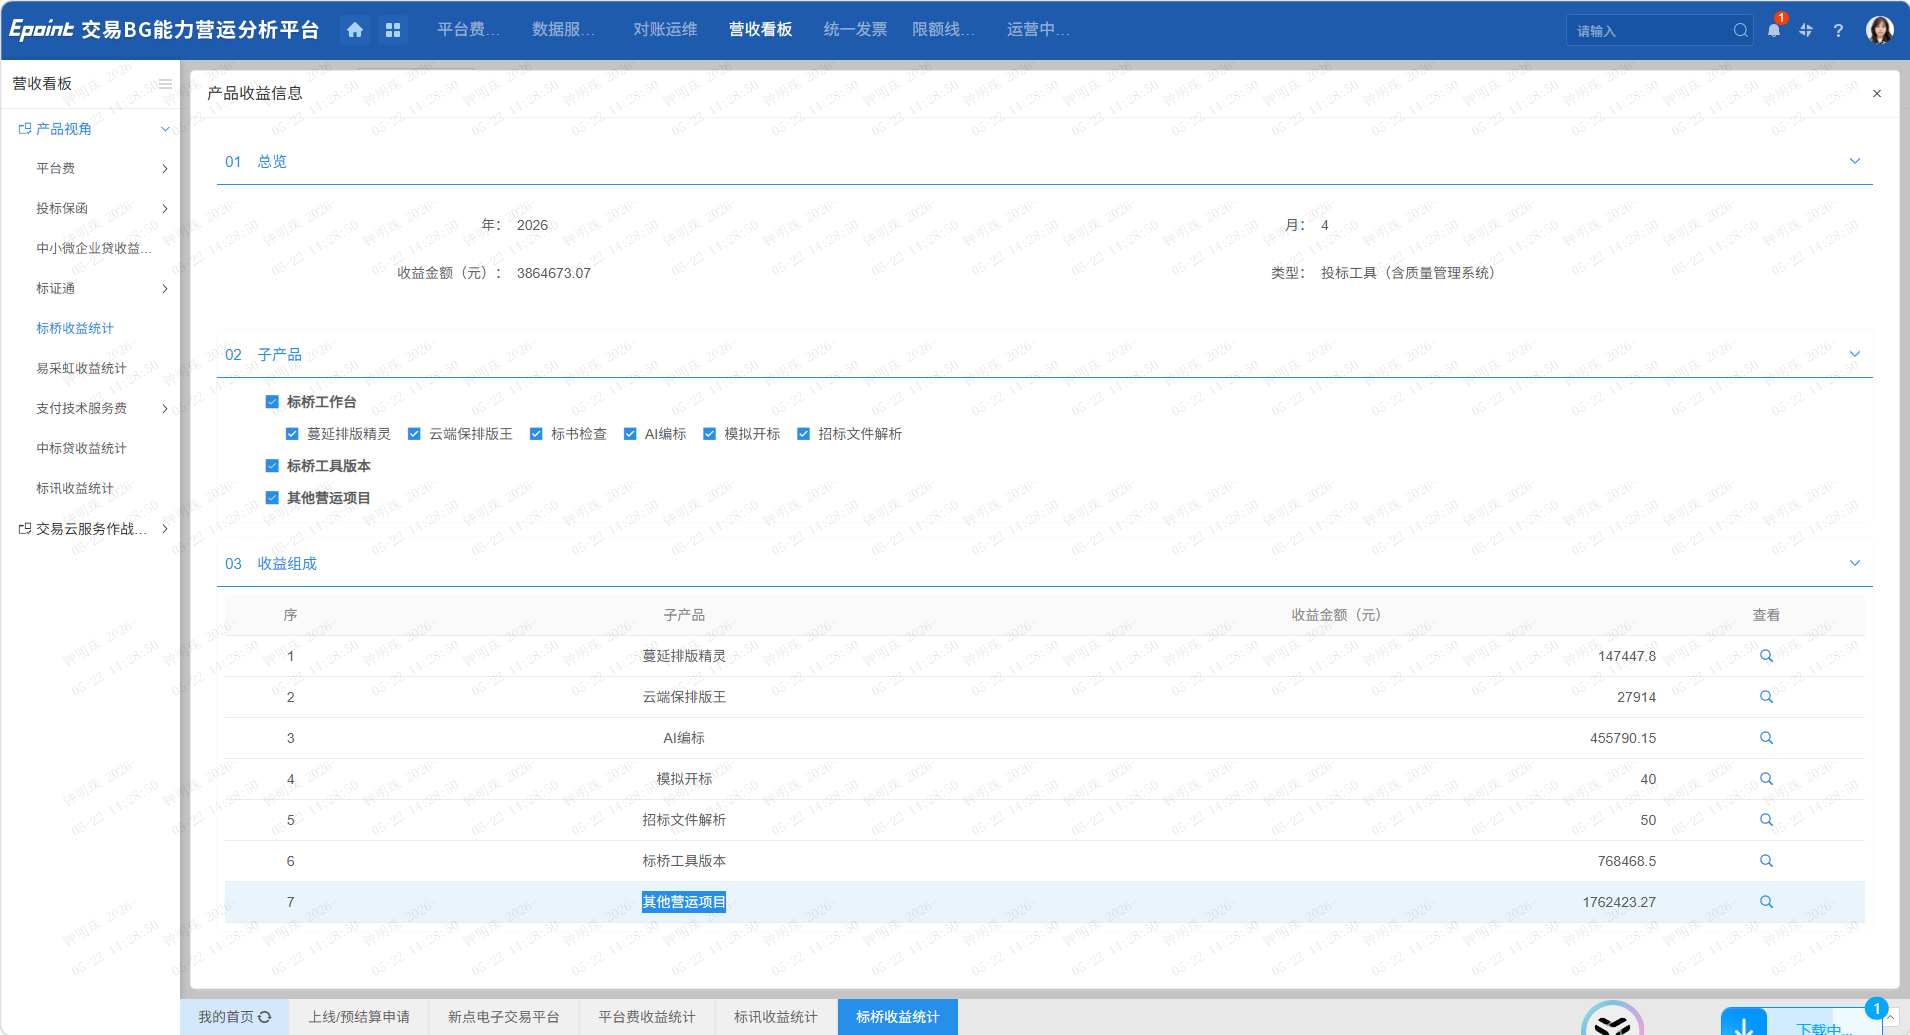 Epoint 交易BG能力营运分析平台
平台费... 数据服... 对账运维 营收看板 统一发票 限额线... 运营中...
请输入
1
?
营收看板
产品视角
平台费
投标保函
中小微企业贷收益...
标证通
标桥收益统计
易采虹收益统计
支付技术服务费
中标贷收益统计
标讯收益统计
交易云服务作战...
产品收益信息
×
01 总览
年： 2026 月： 4
收益金额（元）： 3864673.07 类型： 投标工具（含质量管理系统）
02 子产品
标桥工作台
蔓延排版精灵 云端保排版王 标书检查 AI编标 模拟开标 招标文件解析
标桥工具版本
其他营运项目
03 收益组成
序 子产品 收益金额（元） 查看
1 蔓延排版精灵 147447.8
2 云端保排版王 27914
3 AI编标 455790.15
4 模拟开标 40
5 招标文件解析 50
6 标桥工具版本 768468.5
7 其他营运项目 1762423.27
我的首页 上线/预结算申请 新点电子交易平台 平台费收益统计 标讯收益统计 标桥收益统计
下载中...
1
钟明珠 2026-
05-22 14:28:50